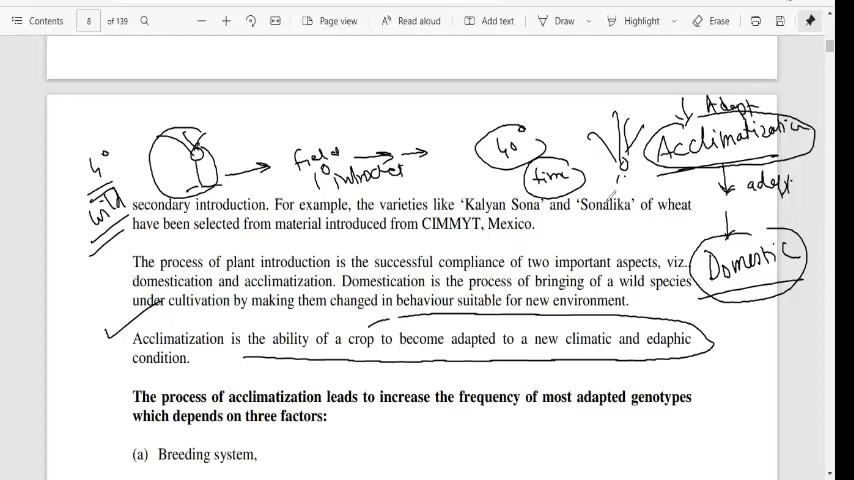 Contents 8 of 139 Page view Read aloud Add text Draw Highlight Erase
Adapt
Acclimatization
4°
field
1° introduct
40°
time
adapt
wild
Domestic
secondary introduction. For example, the varieties like ‘Kalyan Sona’ and ‘Sonalika’ of wheat
have been selected from material introduced from CIMMYT, Mexico.
The process of plant introduction is the successful compliance of two important aspects, viz.
domestication and acclimatization. Domestication is the process of bringing of a wild species
under cultivation by making them changed in behaviour suitable for new environment.
Acclimatization is the ability of a crop to become adapted to a new climatic and edaphic
condition.
The process of acclimatization leads to increase the frequency of most adapted genotypes
which depends on three factors:
(a) Breeding system,